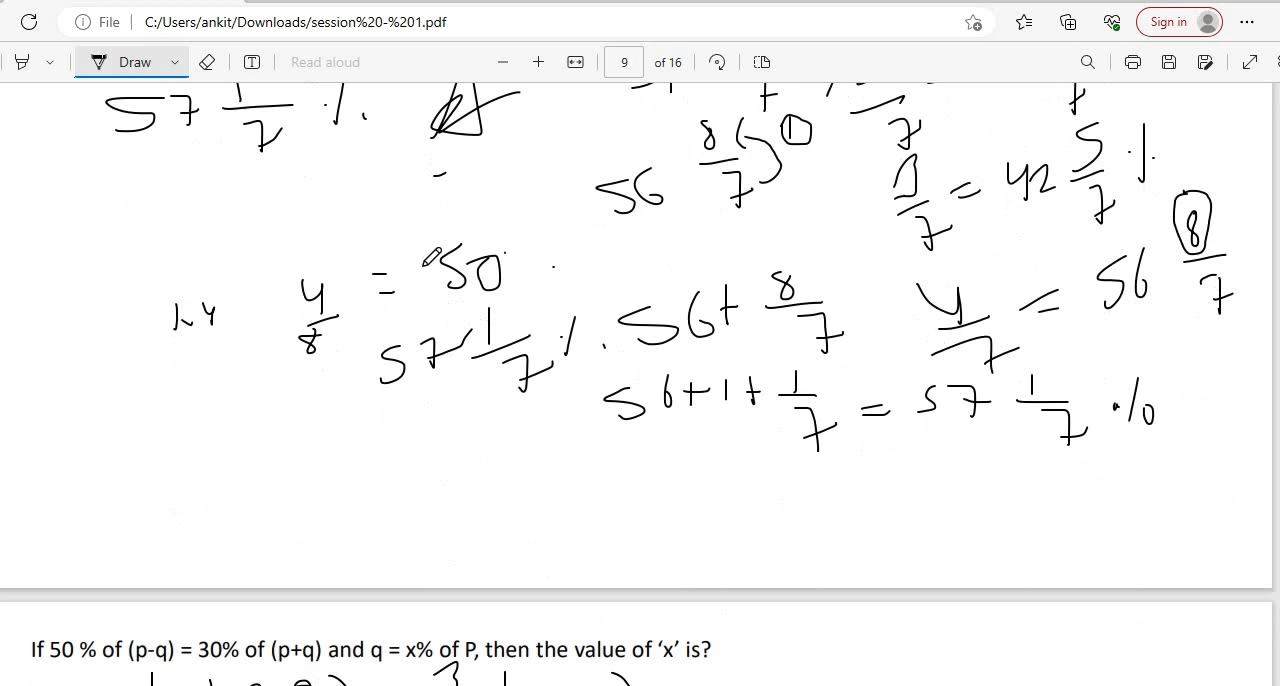 File C:/Users/ankit/Downloads/session%20-%201.pdf Sign in
Draw Read aloud 9 of 16
57 1/7 %.
7
7
56 8/7 1
3/7 = 42 5/7 %
4/8 = 50
56 + 8/7
4/7 = 56 8/7
57 1/7 %.
56 + 1 + 1/7 = 57 1/7 %
If 50 % of (p-q) = 30% of (p+q) and q = x% of P, then the value of ‘x’ is?